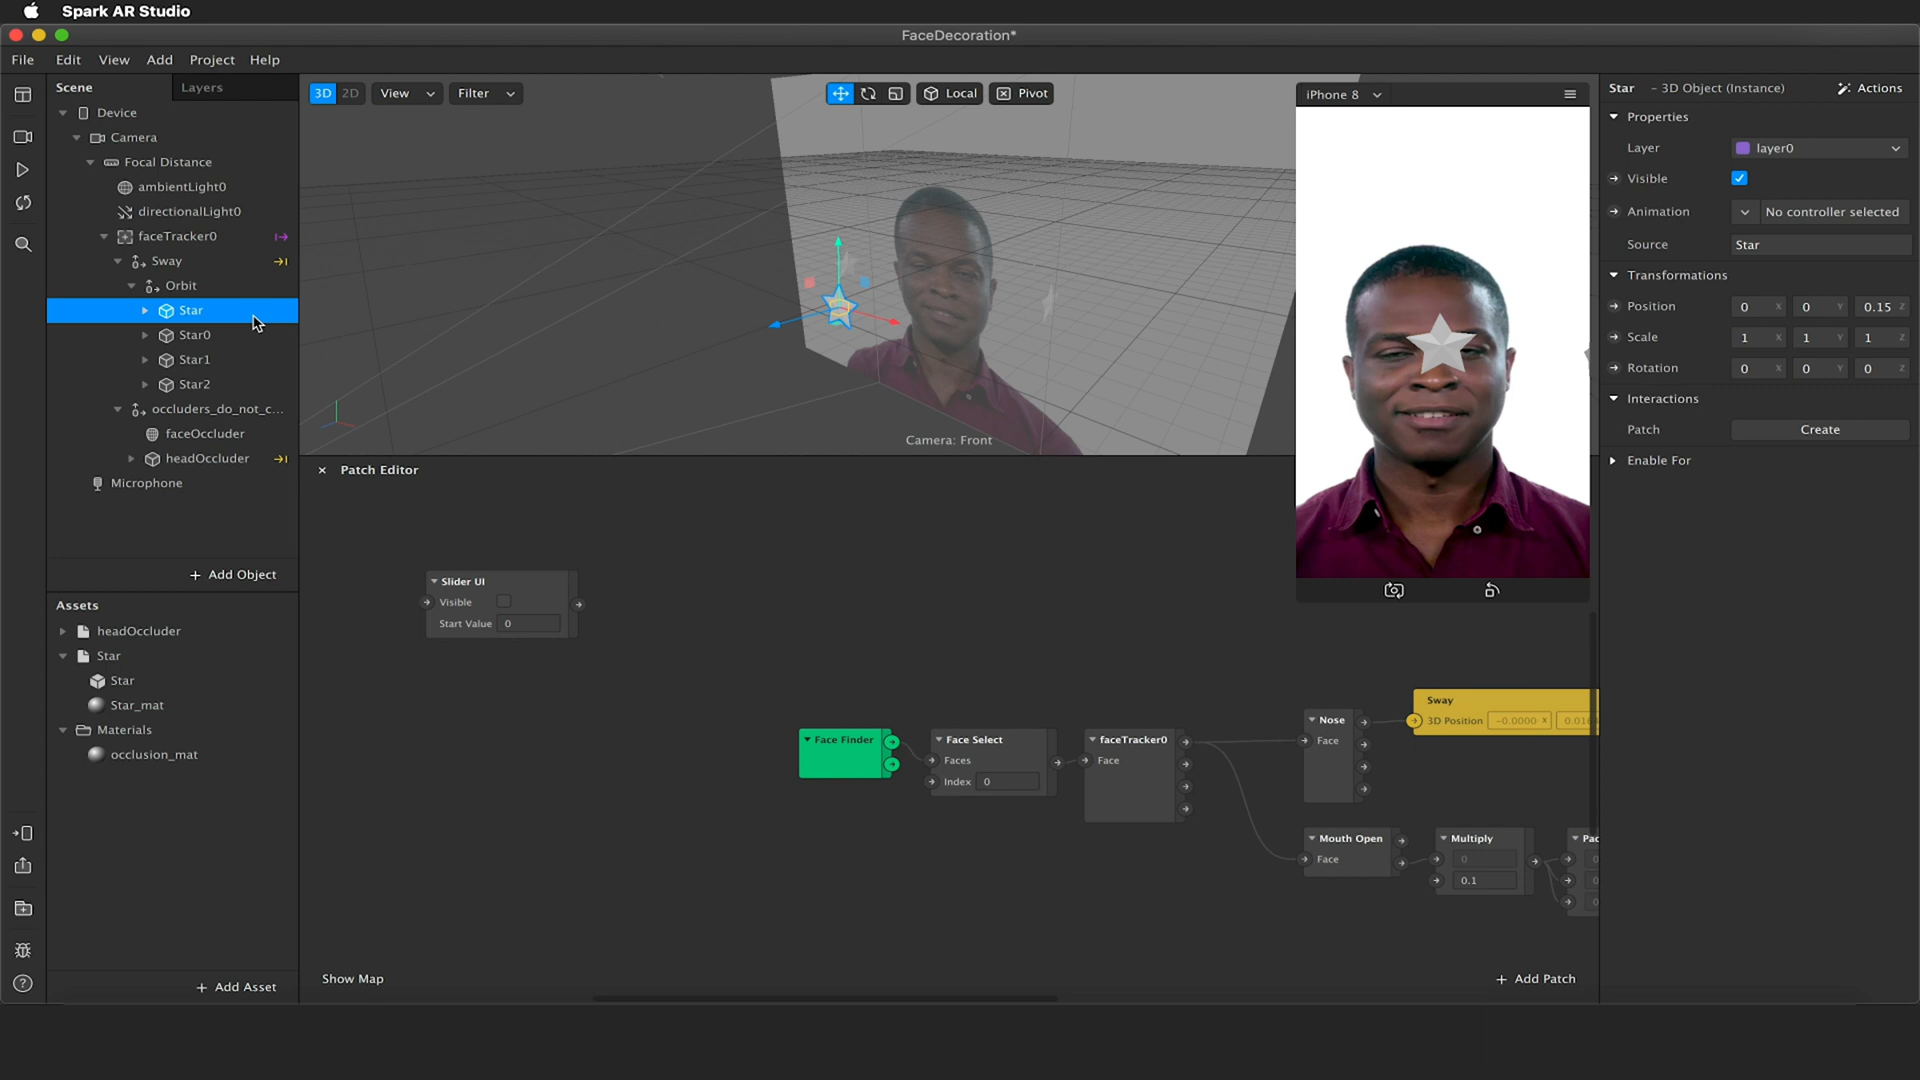 Spark AR Studio
FaceDecoration*
File Edit View Add Project Help
Scene Layers
Device
Camera
Focal Distance
ambientLight0
directionalLight0
faceTracker0
Sway
Orbit
Star
Star0
Star1
Star2
occluders_do_not_c...
faceOccluder
headOccluder
Microphone
+ Add Object
Assets
headOccluder
Star
Star
Star_mat
Materials
occlusion_mat
+ Add Asset
3D 2D View Filter
Local Pivot
Camera: Front
iPhone 8
Patch Editor
Slider UI
Visible
Start Value 0
Face Finder
Face Select
Faces
Index 0
faceTracker0
Face
Nose
Face
Sway
3D Position -0.0000 X
Mouth Open
Face
Multiply
0
0.1
Show Map
+ Add Patch
Star - 3D Object (Instance) Actions
Properties
Layer layer0
Visible
Animation No controller selected
Source Star
Transformations
Position 0 X 0 Y 0.15 Z
Scale 1 X 1 Y 1 Z
Rotation 0 X 0 Y 0 Z
Interactions
Patch Create
Enable For